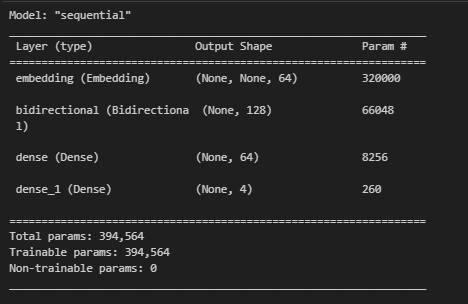 Model: "sequential"
_________________________________________________________________
Layer (type) Output Shape Param #
=================================================================
embedding (Embedding) (None, None, 64) 320000
bidirectional (Bidirectiona (None, 128) 66048
l)
dense (Dense) (None, 64) 8256
dense_1 (Dense) (None, 4) 260
=================================================================
Total params: 394,564
Trainable params: 394,564
Non-trainable params: 0
_________________________________________________________________